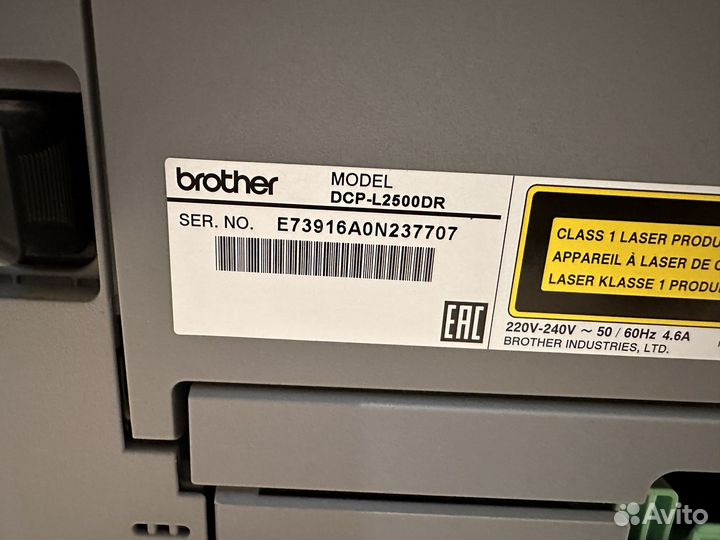 brother
MODEL
DCP-L2500DR
SER. NO. E73916A0N237707
EAC
CLASS 1 LASER PRODU
APPAREIL À LASER DE
LASER KLASSE 1 PRODU
220V-240V ~ 50 / 60Hz 4.6A
BROTHER INDUSTRIES, LTD.
Avito